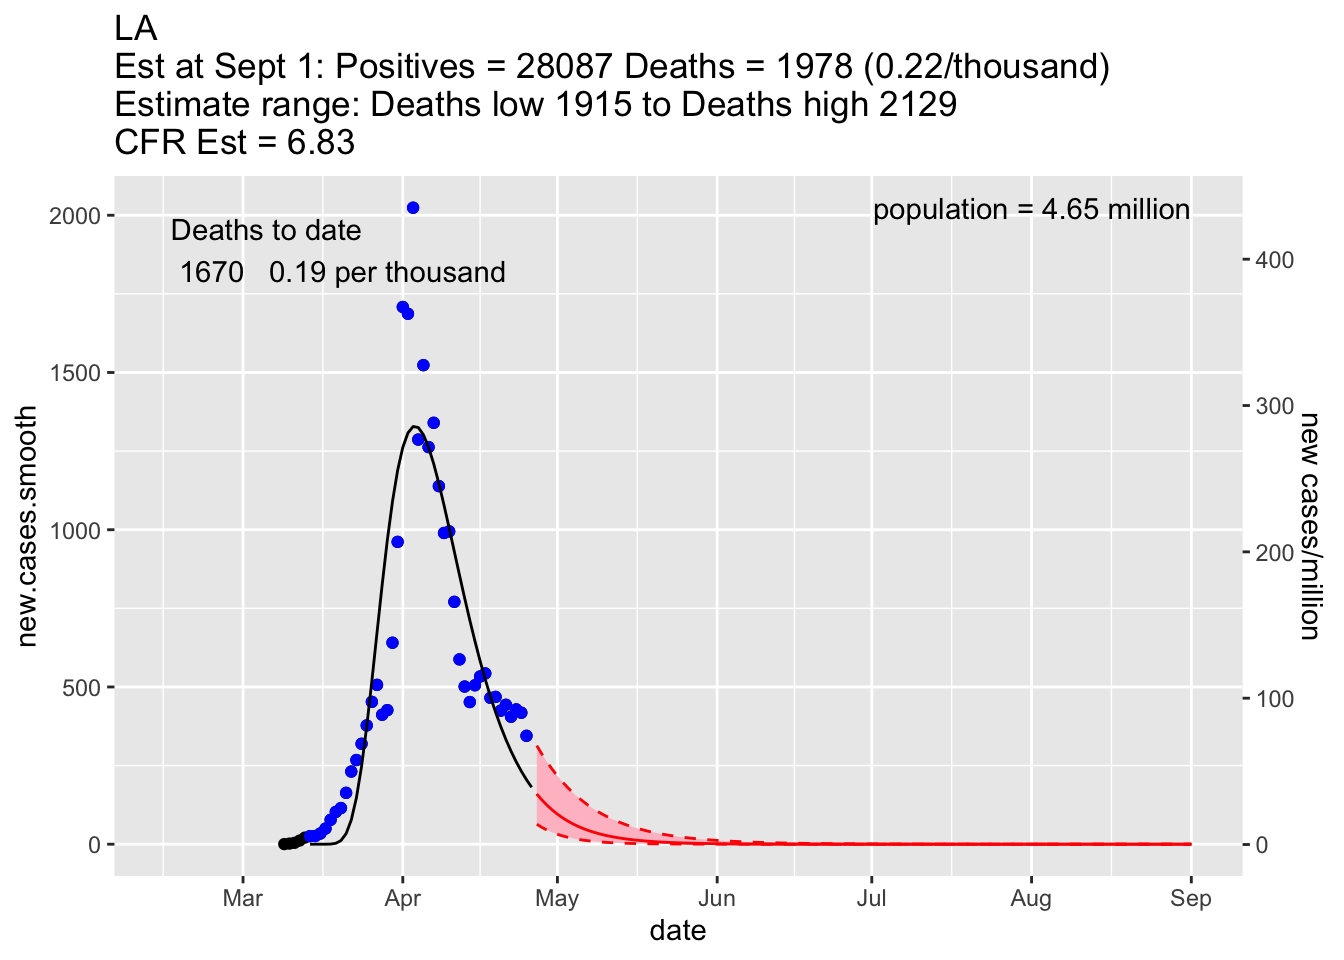 LA
Est at Sept 1: Positives = 28087 Deaths = 1978 (0.22/thousand)
Estimate range: Deaths low 1915 to Deaths high 2129
CFR Est = 6.83
population = 4.65 million
Deaths to date
1670 0.19 per thousand
2000
1500
1000
500
0
new.cases.smooth
400
300
200
100
0
new cases/million
Mar Apr May Jun Jul Aug Sep
date